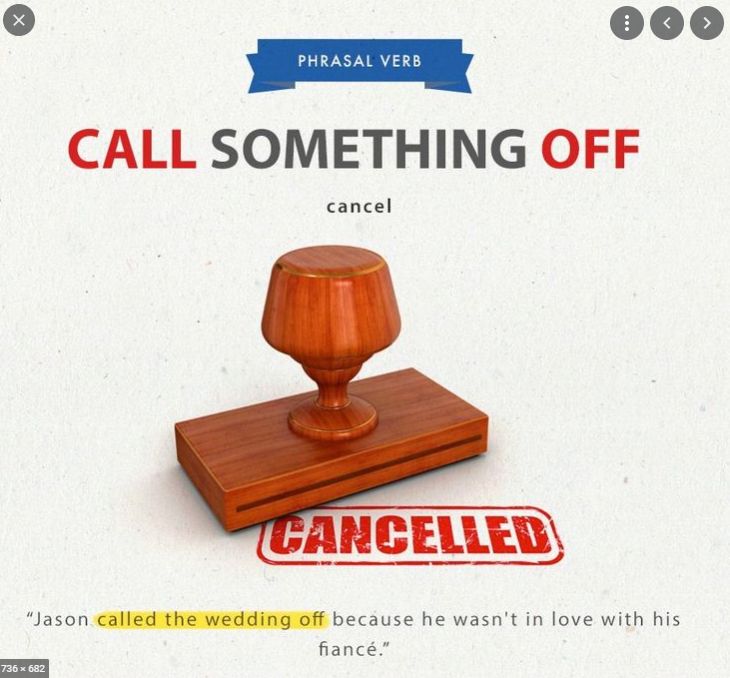 PHRASAL VERB
CALL SOMETHING OFF
cancel
CANCELLED
“Jason called the wedding off because he wasn't in love with his
fiancé.”
736 × 682